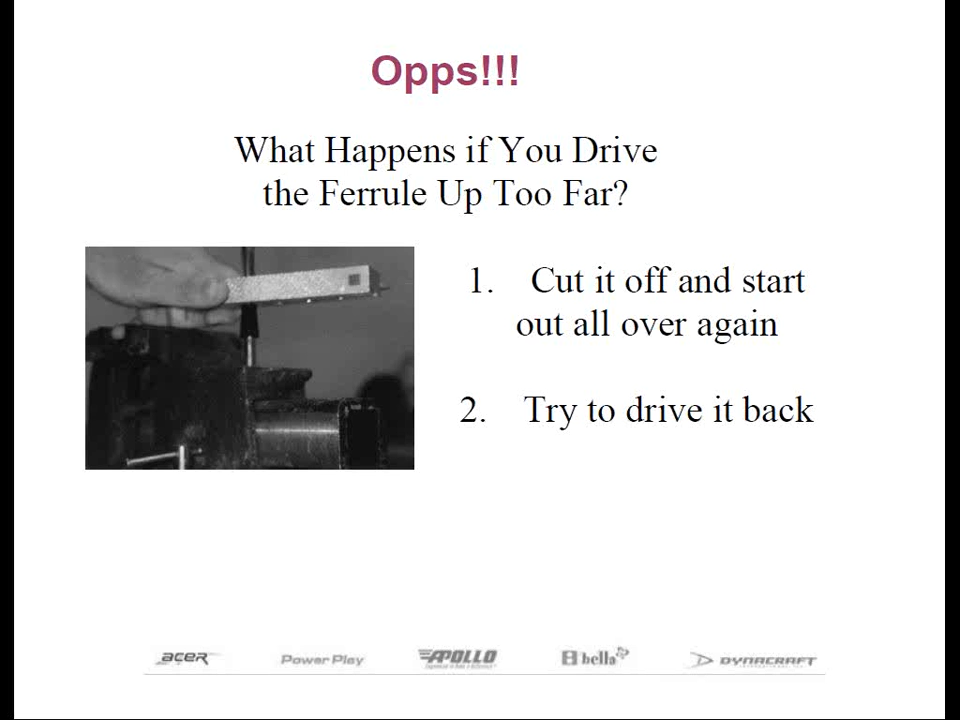 Opps!!!
What Happens if You Drive
the Ferrule Up Too Far?
1. Cut it off and start
out all over again
2. Try to drive it back
acer
Power Play
APOLLO
bella
DYNACRAFT